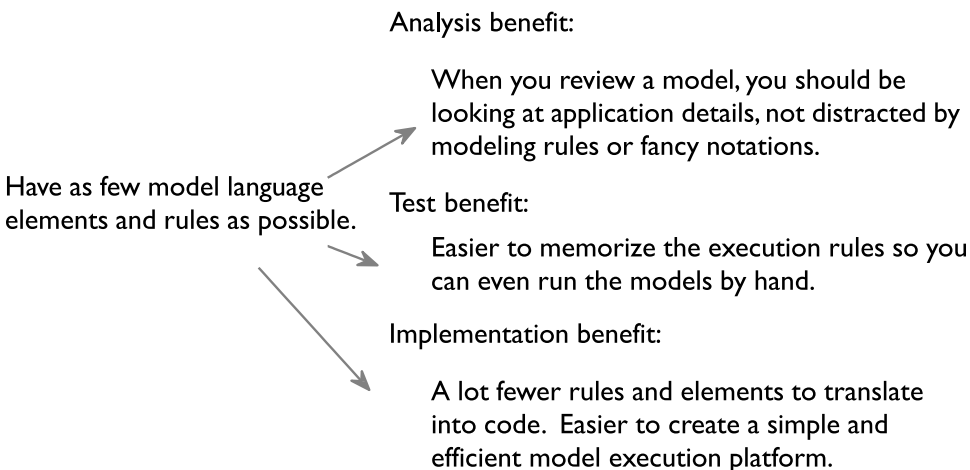 Analysis benefit:
When you review a model, you should be
looking at application details, not distracted by
modeling rules or fancy notations.
Have as few model language
elements and rules as possible.
Test benefit:
Easier to memorize the execution rules so you
can even run the models by hand.
Implementation benefit:
A lot fewer rules and elements to translate
into code.  Easier to create a simple and
efficient model execution platform.